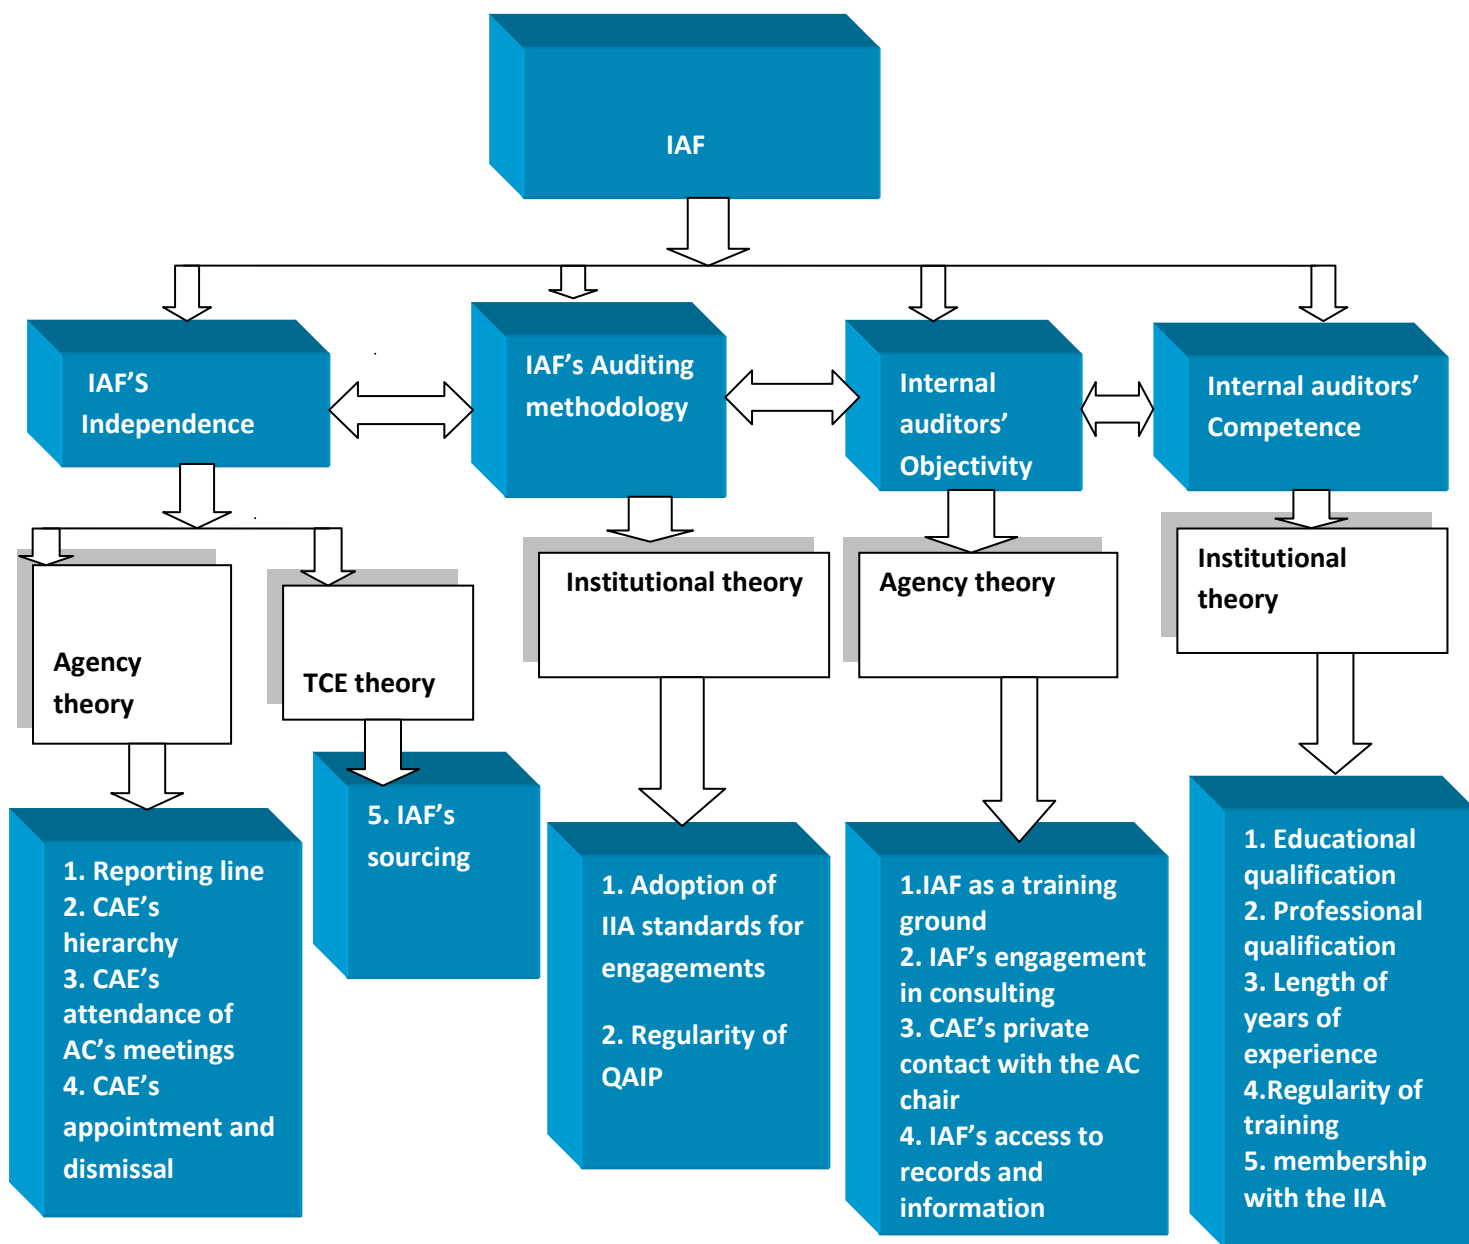 IAF
IAF'S
Independence
IAF's Auditing
methodology
Internal
auditors'
Objectivity
Internal auditors'
Competence
Agency
theory
TCE theory
Institutional theory
Agency theory
Institutional
theory
1. Reporting line
2. CAE's
hierarchy
3. CAE's
attendance of
AC's meetings
4. CAE's
appointment and
dismissal
5. IAF's
sourcing
1. Adoption of
IIA standards for
engagements
2. Regularity of
QAIP
1.IAF as a training
ground
2. IAF's engagement
in consulting
3. CAE's private
contact with the AC
chair
4. IAF's access to
records and
information
1. Educational
qualification
2. Professional
qualification
3. Length of
years of
experience
4.Regularity of
training
5. membership
with the IIA